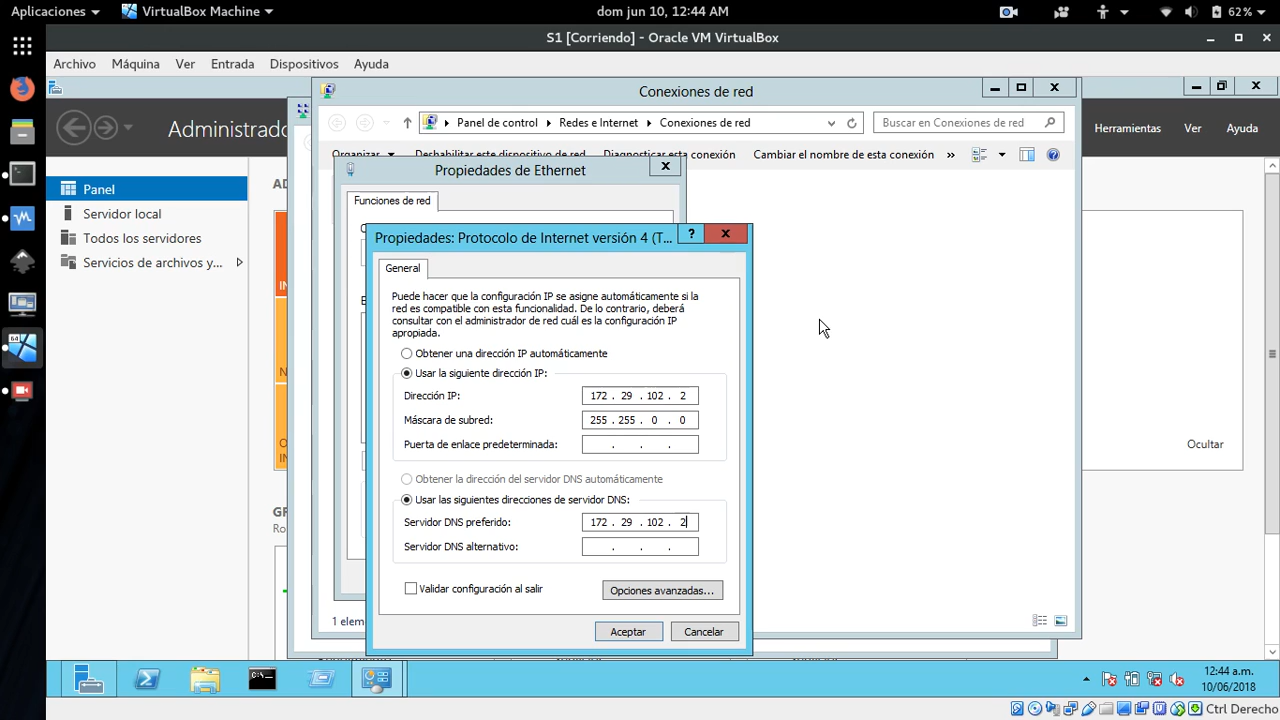 Aplicaciones
VirtualBox Machine
dom jun 10, 12:44 AM
62%
S1 [Corriendo] - Oracle VM VirtualBox
Archivo Máquina Ver Entrada Dispositivos Ayuda
Conexiones de red
Panel de control Redes e Internet Conexiones de red
Buscar en Conexiones de red
Herramientas Ver Ayuda
Organizar Deshabilitar este dispositivo de red Diagnosticar esta conexión Cambiar el nombre de esta conexión »
Propiedades de Ethernet
Funciones de red
Panel
Servidor local
Todos los servidores
Servicios de archivos y...
Propiedades: Protocolo de Internet versión 4 (T...
General
Puede hacer que la configuración IP se asigne automáticamente si la
red es compatible con esta funcionalidad. De lo contrario, deberá
consultar con el administrador de red cuál es la configuración IP
apropiada.
Obtener una dirección IP automáticamente
Usar la siguiente dirección IP:
Dirección IP: 172 . 29 . 102 . 2
Máscara de subred: 255 . 255 . 0 . 0
Puerta de enlace predeterminada: . . .
Obtener la dirección del servidor DNS automáticamente
Usar las siguientes direcciones de servidor DNS:
Servidor DNS preferido: 172 . 29 . 102 . 2
Servidor DNS alternativo: . . .
Validar configuración al salir
Opciones avanzadas...
Aceptar Cancelar
Ocultar
12:44 a.m.
10/06/2018
Ctrl Derecho